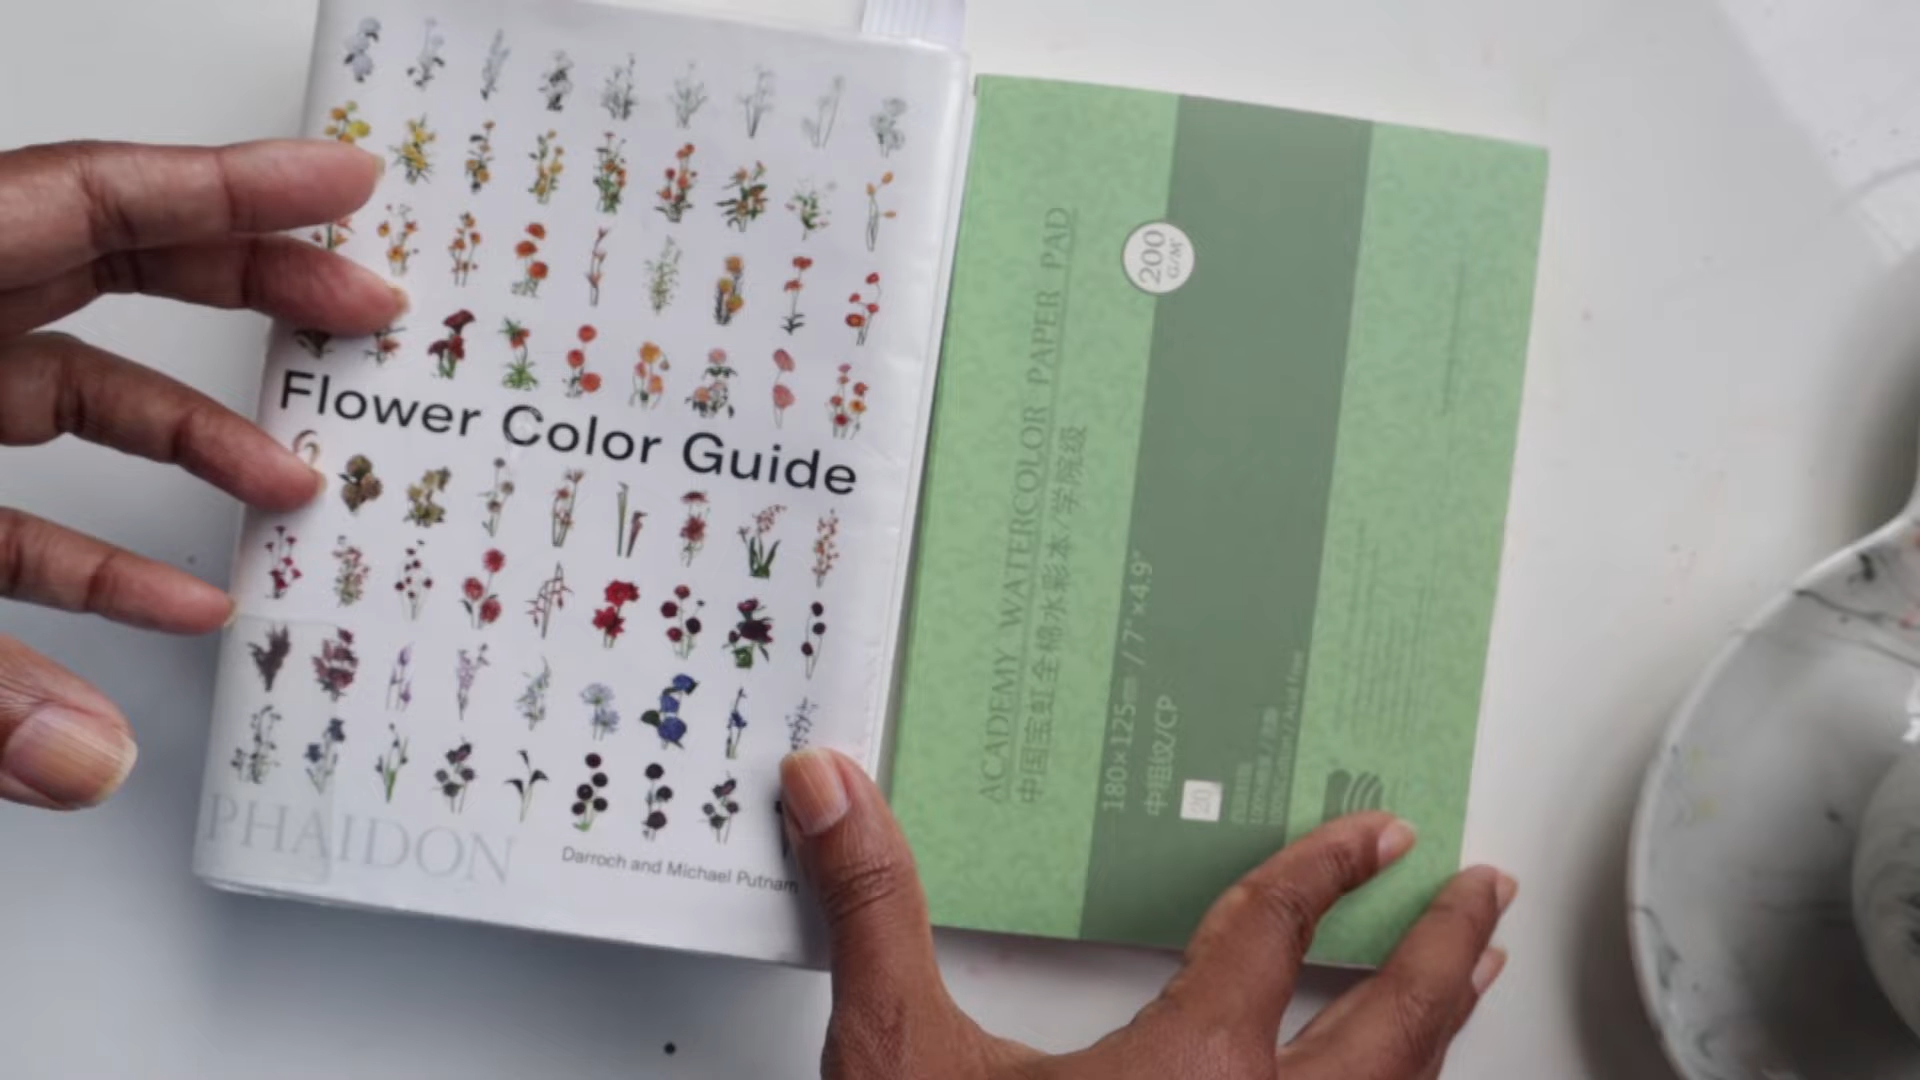 Flower Color Guide
PHAIDON
Darroch and Michael Putnam
ACADEMY WATERCOLOR PAPER PAD
中国宝虹全棉水彩本/学院级
200
G/M²
180×125㎜ / 7"×4.9"
中粗纹/CP
20